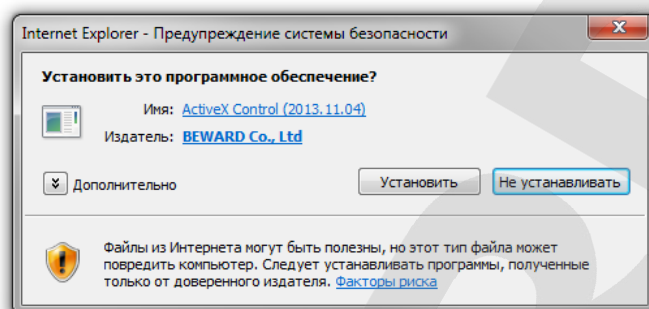 Internet Explorer - Предупреждение системы безопасности
Установить это программное обеспечение?
Имя: ActiveX Control (2013.11.04)
Издатель: BEWARD Co., Ltd
Дополнительно
Установить
Не устанавливать
Файлы из Интернета могут быть полезны, но этот тип файла может
повредить компьютер. Следует устанавливать программы, полученные
только от доверенного издателя. Факторы риска